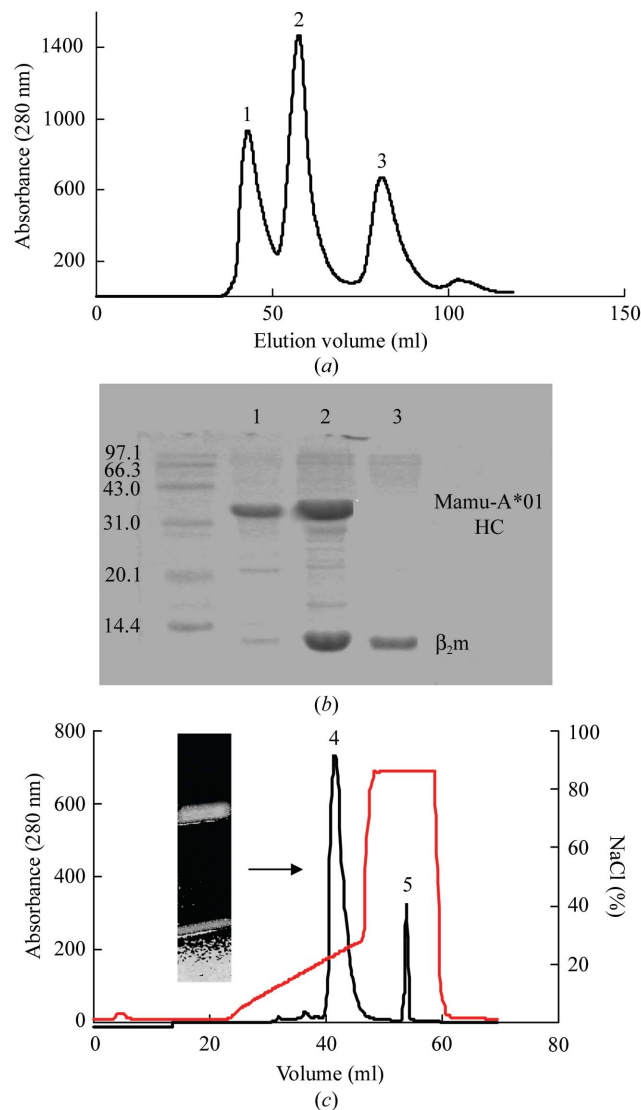 2
1400
1
1000
3
600
200
Absorbance (280 nm)
0 50 100 150
Elution volume (ml)
(a)
1 2 3
97.1
66.3
43.0
31.0
20.1
14.4
Mamu-A*01
HC
β₂m
(b)
800 100
4
600 80
60
400
5
40
200
20
0
0 20 40 60 80
Absorbance (280 nm)
NaCl (%)
Volume (ml)
(c)